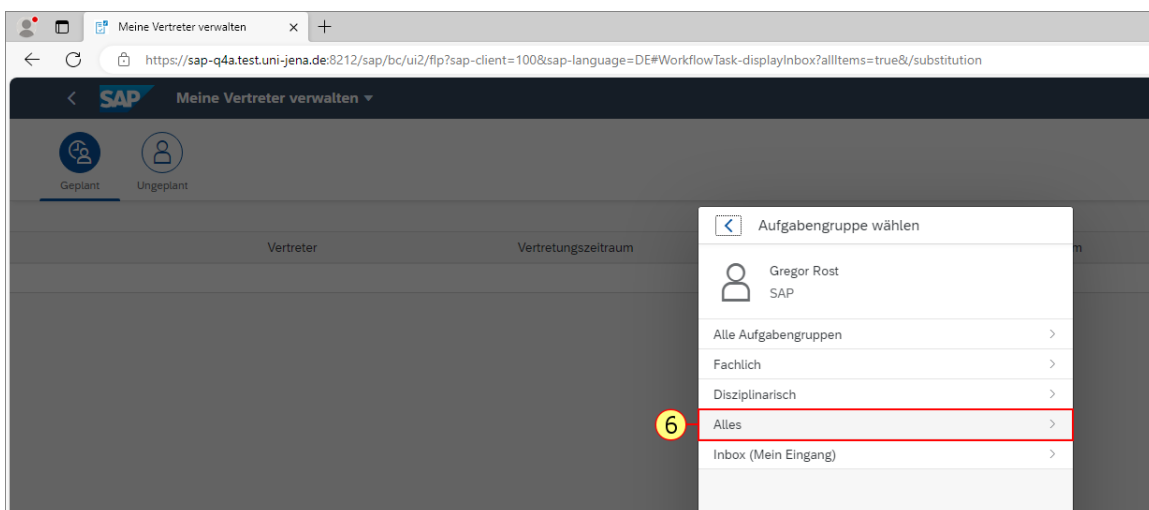 Meine Vertreter verwalten
https://sap-q4a.test.uni-jena.de:8212/sap/bc/ui2/flp?sap-client=100&sap-language=DE#WorkflowTask-displayInbox?allItems=true&/substitution
SAP Meine Vertreter verwalten
Geplant Ungeplant
Aufgabengruppe wählen
Vertreter Vertretungszeitraum m
Gregor Rost
SAP
Alle Aufgabengruppen
Fachlich
Disziplinarisch
6 Alles
Inbox (Mein Eingang)